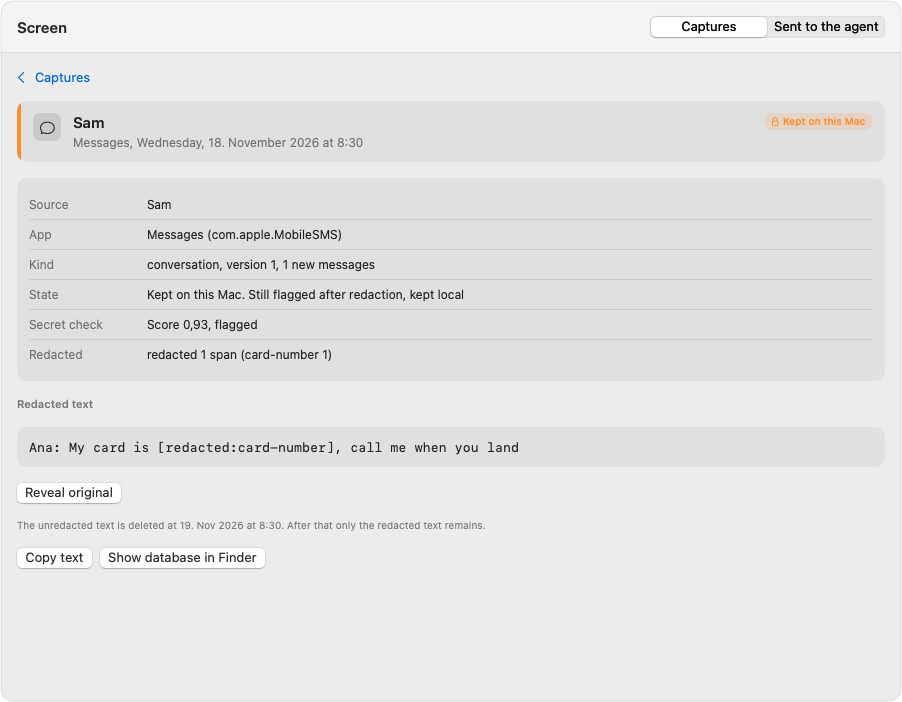 Screen
Captures
Sent to the agent
Captures
Sam
Kept on this Mac
Messages, Wednesday, 18. November 2026 at 8:30
Source Sam
App Messages (com.apple.MobileSMS)
Kind conversation, version 1, 1 new messages
State Kept on this Mac. Still flagged after redaction, kept local
Secret check Score 0,93, flagged
Redacted redacted 1 span (card-number 1)
Redacted text
Ana: My card is [redacted:card-number], call me when you land
Reveal original
The unredacted text is deleted at 19. Nov 2026 at 8:30. After that only the redacted text remains.
Copy text
Show database in Finder